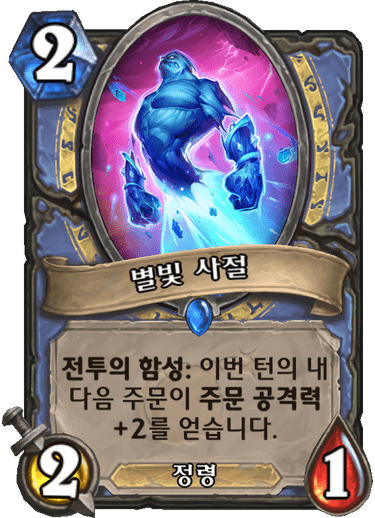 2
별빛 사절
전투의 함성: 이번 턴의 내
다음 주문이 주문 공격력
+2를 얻습니다.
2
정령
1